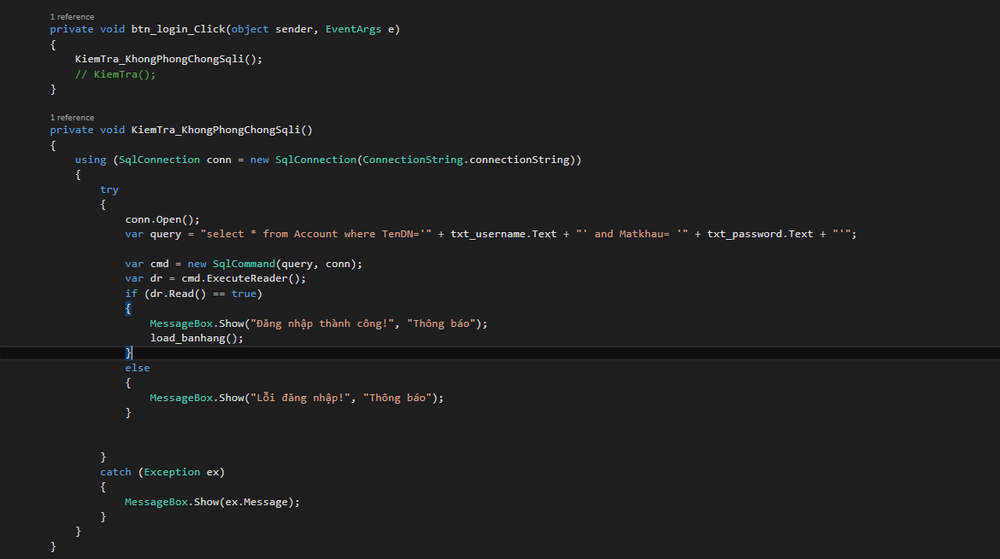 1 reference
private void btn_login_Click(object sender, EventArgs e)
{
KiemTra_KhongPhongChongSqli();
// KiemTra();
}
1 reference
private void KiemTra_KhongPhongChongSqli()
{
using (SqlConnection conn = new SqlConnection(ConnectionString.connectionString))
{
try
{
conn.Open();
var query = "select * from Account where TenDN='" + txt_username.Text + "' and Matkhau= '" + txt_password.Text + "'";
var cmd = new SqlCommand(query, conn);
var dr = cmd.ExecuteReader();
if (dr.Read() == true)
{
MessageBox.Show("Đăng nhập thành công!", "Thông báo");
load_banhang();
}
else
{
MessageBox.Show("Lỗi đăng nhập!", "Thông báo");
}
}
catch (Exception ex)
{
MessageBox.Show(ex.Message);
}
}
}